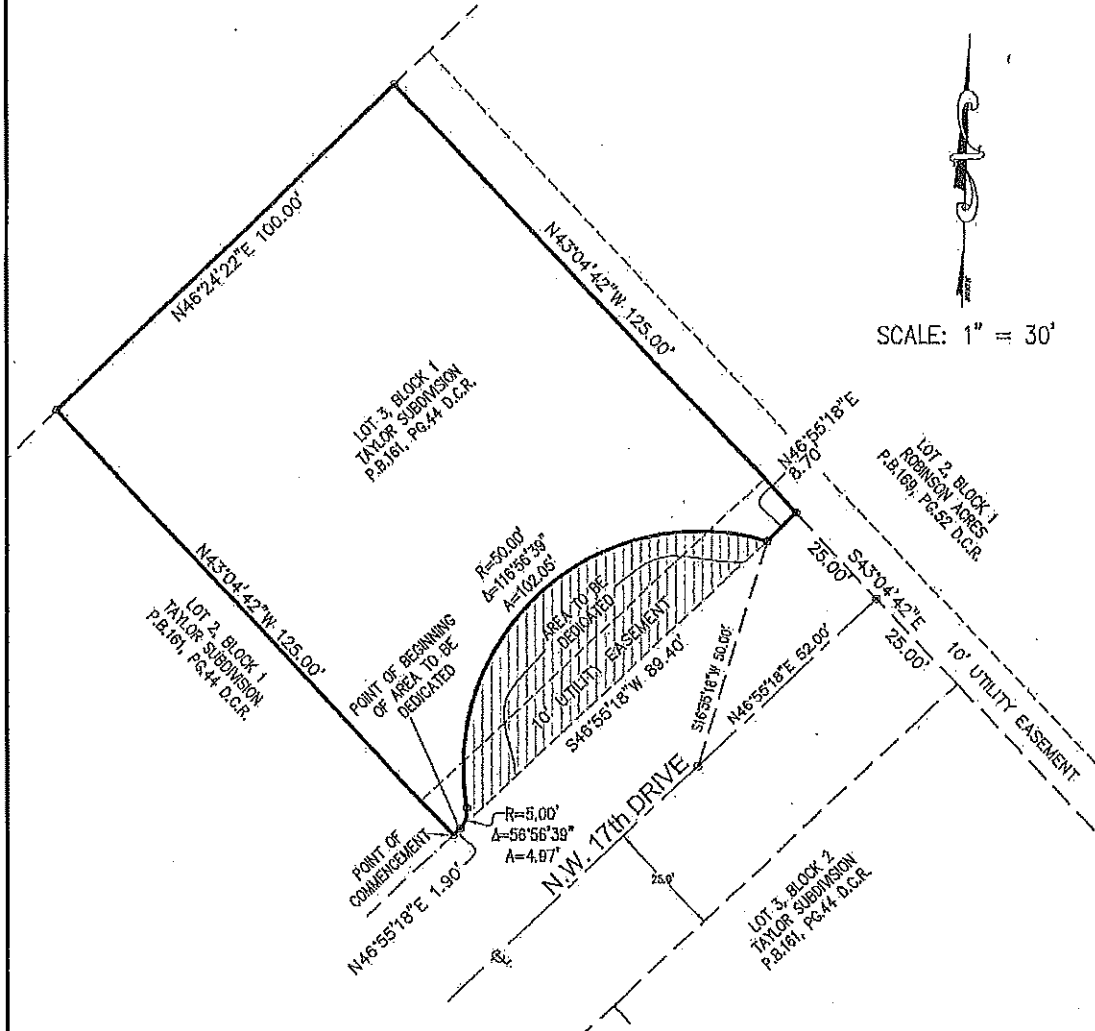 SCALE: 1" = 30'
N46°24'22"E 100.00'
N43°04'42"W 125.00'
LOT 3, BLOCK 1
TAYLOR SUBDIVISION
P.B.161, PG.44 D.C.R.
N46°55'18"E
8.70'
LOT 2, BLOCK 1
ROBINSON ACRES
P.B.169, PG.52 D.C.R.
N43°04'42"W 125.00'
LOT 2, BLOCK 1
TAYLOR SUBDIVISION
P.B.161, PG.44 D.C.R.
R=50.00'
Δ=116°56'39"
A=102.05'
AREA TO BE
DEDICATED
10' UTILITY EASEMENT
S46°55'18"W 89.40'
25.00'
S43°04'42"E
25.00'
10' UTILITY EASEMENT
POINT OF BEGINNING
OF AREA TO BE
DEDICATED
S16°55'18"W 50.00'
N46°55'18"E 52.00'
R=5.00'
Δ=56°56'39"
A=4.97'
POINT OF
COMMENCEMENT
N46°55'18"E 1.90'
N.W. 17th DRIVE
25.0'
LOT 3, BLOCK 2
TAYLOR SUBDIVISION
P.B.161, PG.44 D.C.R.